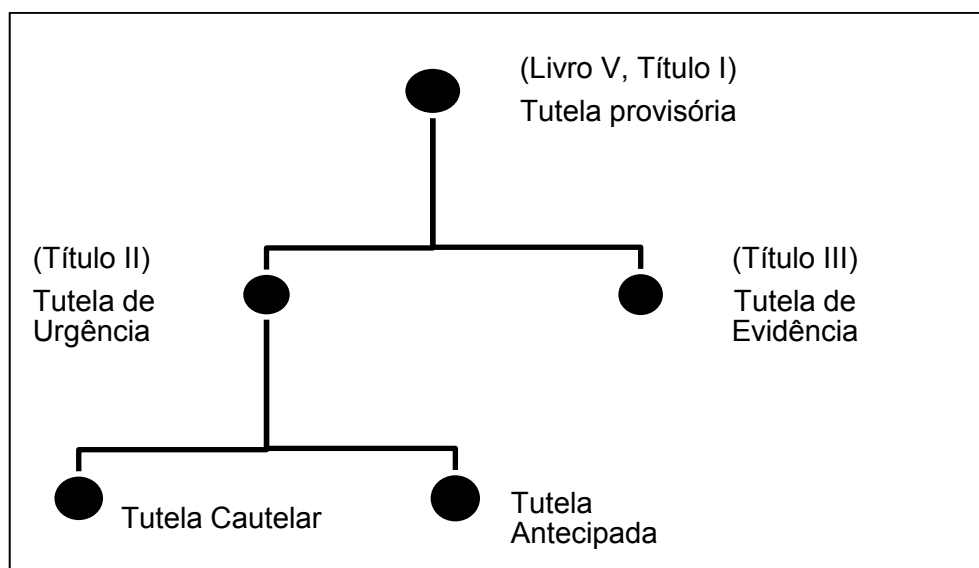 (Livro V, Título I)
Tutela provisória
(Título II)
Tutela de
Urgência
(Título III)
Tutela de
Evidência
Tutela Cautelar
Tutela
Antecipada